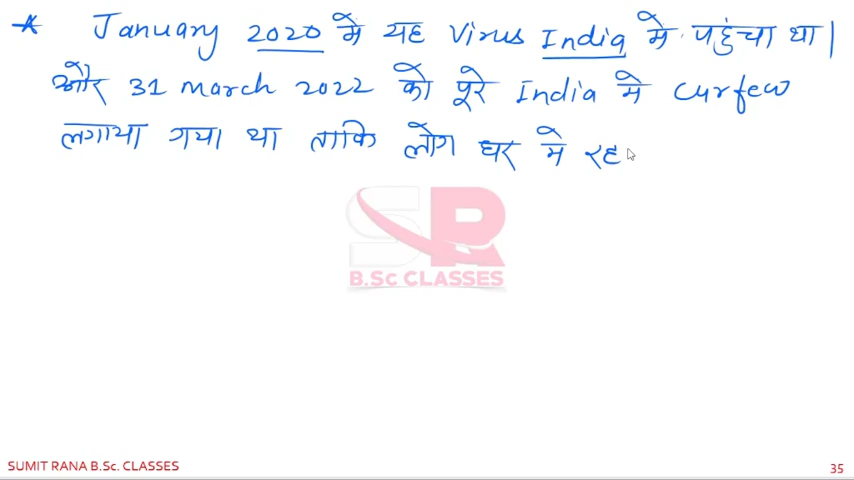 * January 2020 में यह Virus India में पहुंचा था |
और 31 March 2022 को पूरे India में curfew
लगाया गया था ताकि लोग घर में रह
SR
B.Sc CLASSES
SUMIT RANA B.Sc. CLASSES
35